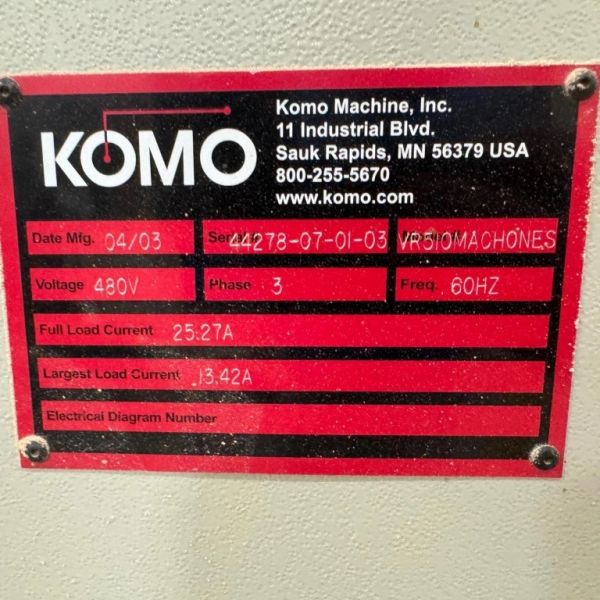 KOMO
Komo Machine, Inc.
11 Industrial Blvd.
Sauk Rapids, MN 56379 USA
800-255-5670
www.komo.com
Date Mfg. 04/03 Serial # 44278-07-01-03 VR510MACHONES
Voltage 480V Phase 3 Freq. 60HZ
Full Load Current 25.27A
Largest Load Current 13.42A
Electrical Diagram Number